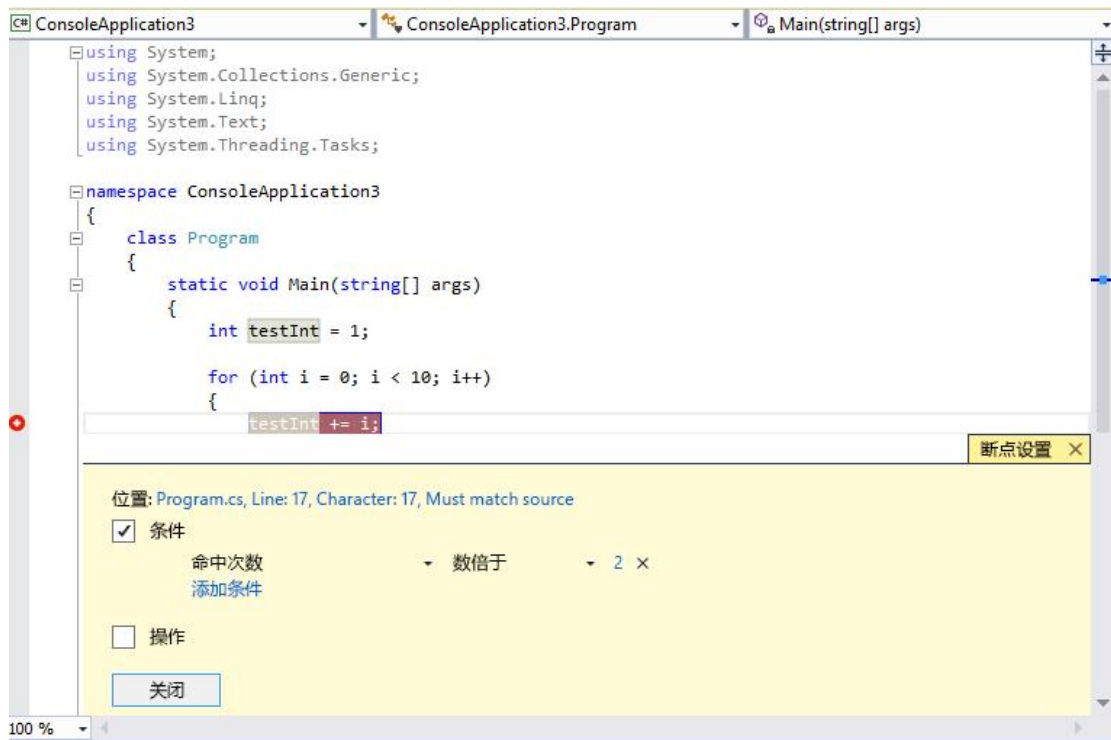 C# ConsoleApplication3 ConsoleApplication3.Program Main(string[] args)
using System;
using System.Collections.Generic;
using System.Linq;
using System.Text;
using System.Threading.Tasks;
namespace ConsoleApplication3
{
class Program
{
static void Main(string[] args)
{
int testInt = 1;
for (int i = 0; i < 10; i++)
{
testInt += i;
断点设置
位置: Program.cs, Line: 17, Character: 17, Must match source
条件
命中次数 数倍于 2
添加条件
操作
关闭
100 %